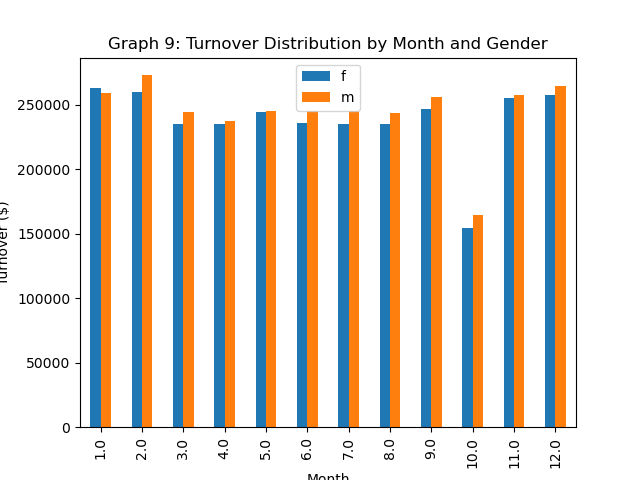 Graph 9: Turnover Distribution by Month and Gender
f
m
Turnover ($)
250000
200000
150000
100000
50000
0
1.0 2.0 3.0 4.0 5.0 6.0 7.0 8.0 9.0 10.0 11.0 12.0
Month